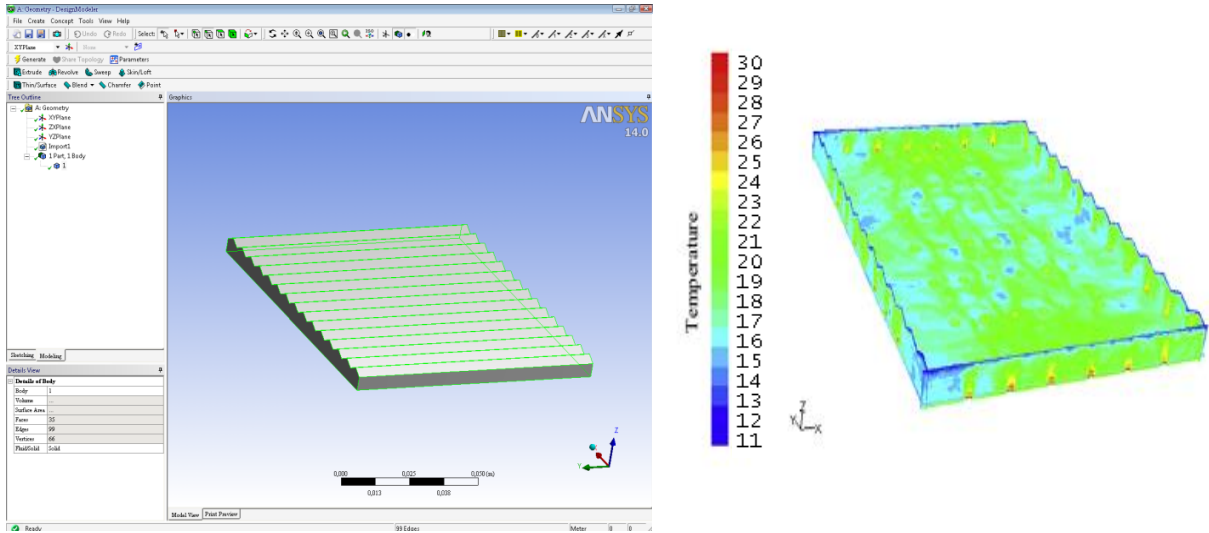 A: Geometry - DesignModeler
File Create Concept Tools View Help
Undo Redo Select:
XYPlane None
Generate Share Topology Parameters
Extrude Revolve Sweep Skin/Loft
Thin/Surface Blend Chamfer Point
Tree Outline
A: Geometry
XYPlane
ZXPlane
YZPlane
Import1
1 Part, 1 Body
1
Sketching Modeling
Details View
Details of Body
Body 1
Volume ...
Surface Area ...
Faces 35
Edges 99
Vertices 66
Fluid/Solid Solid
Graphics
ANSYS
14.0
Z
Y
0,000 0,025 0,050 (m)
0,013 0,038
Model View Print Preview
Ready 99 Edges Meter 0 0
Temperature
30
29
28
27
26
25
24
23
22
21
20
19
18
17
16
15
14
13
12
11
Z
Y X